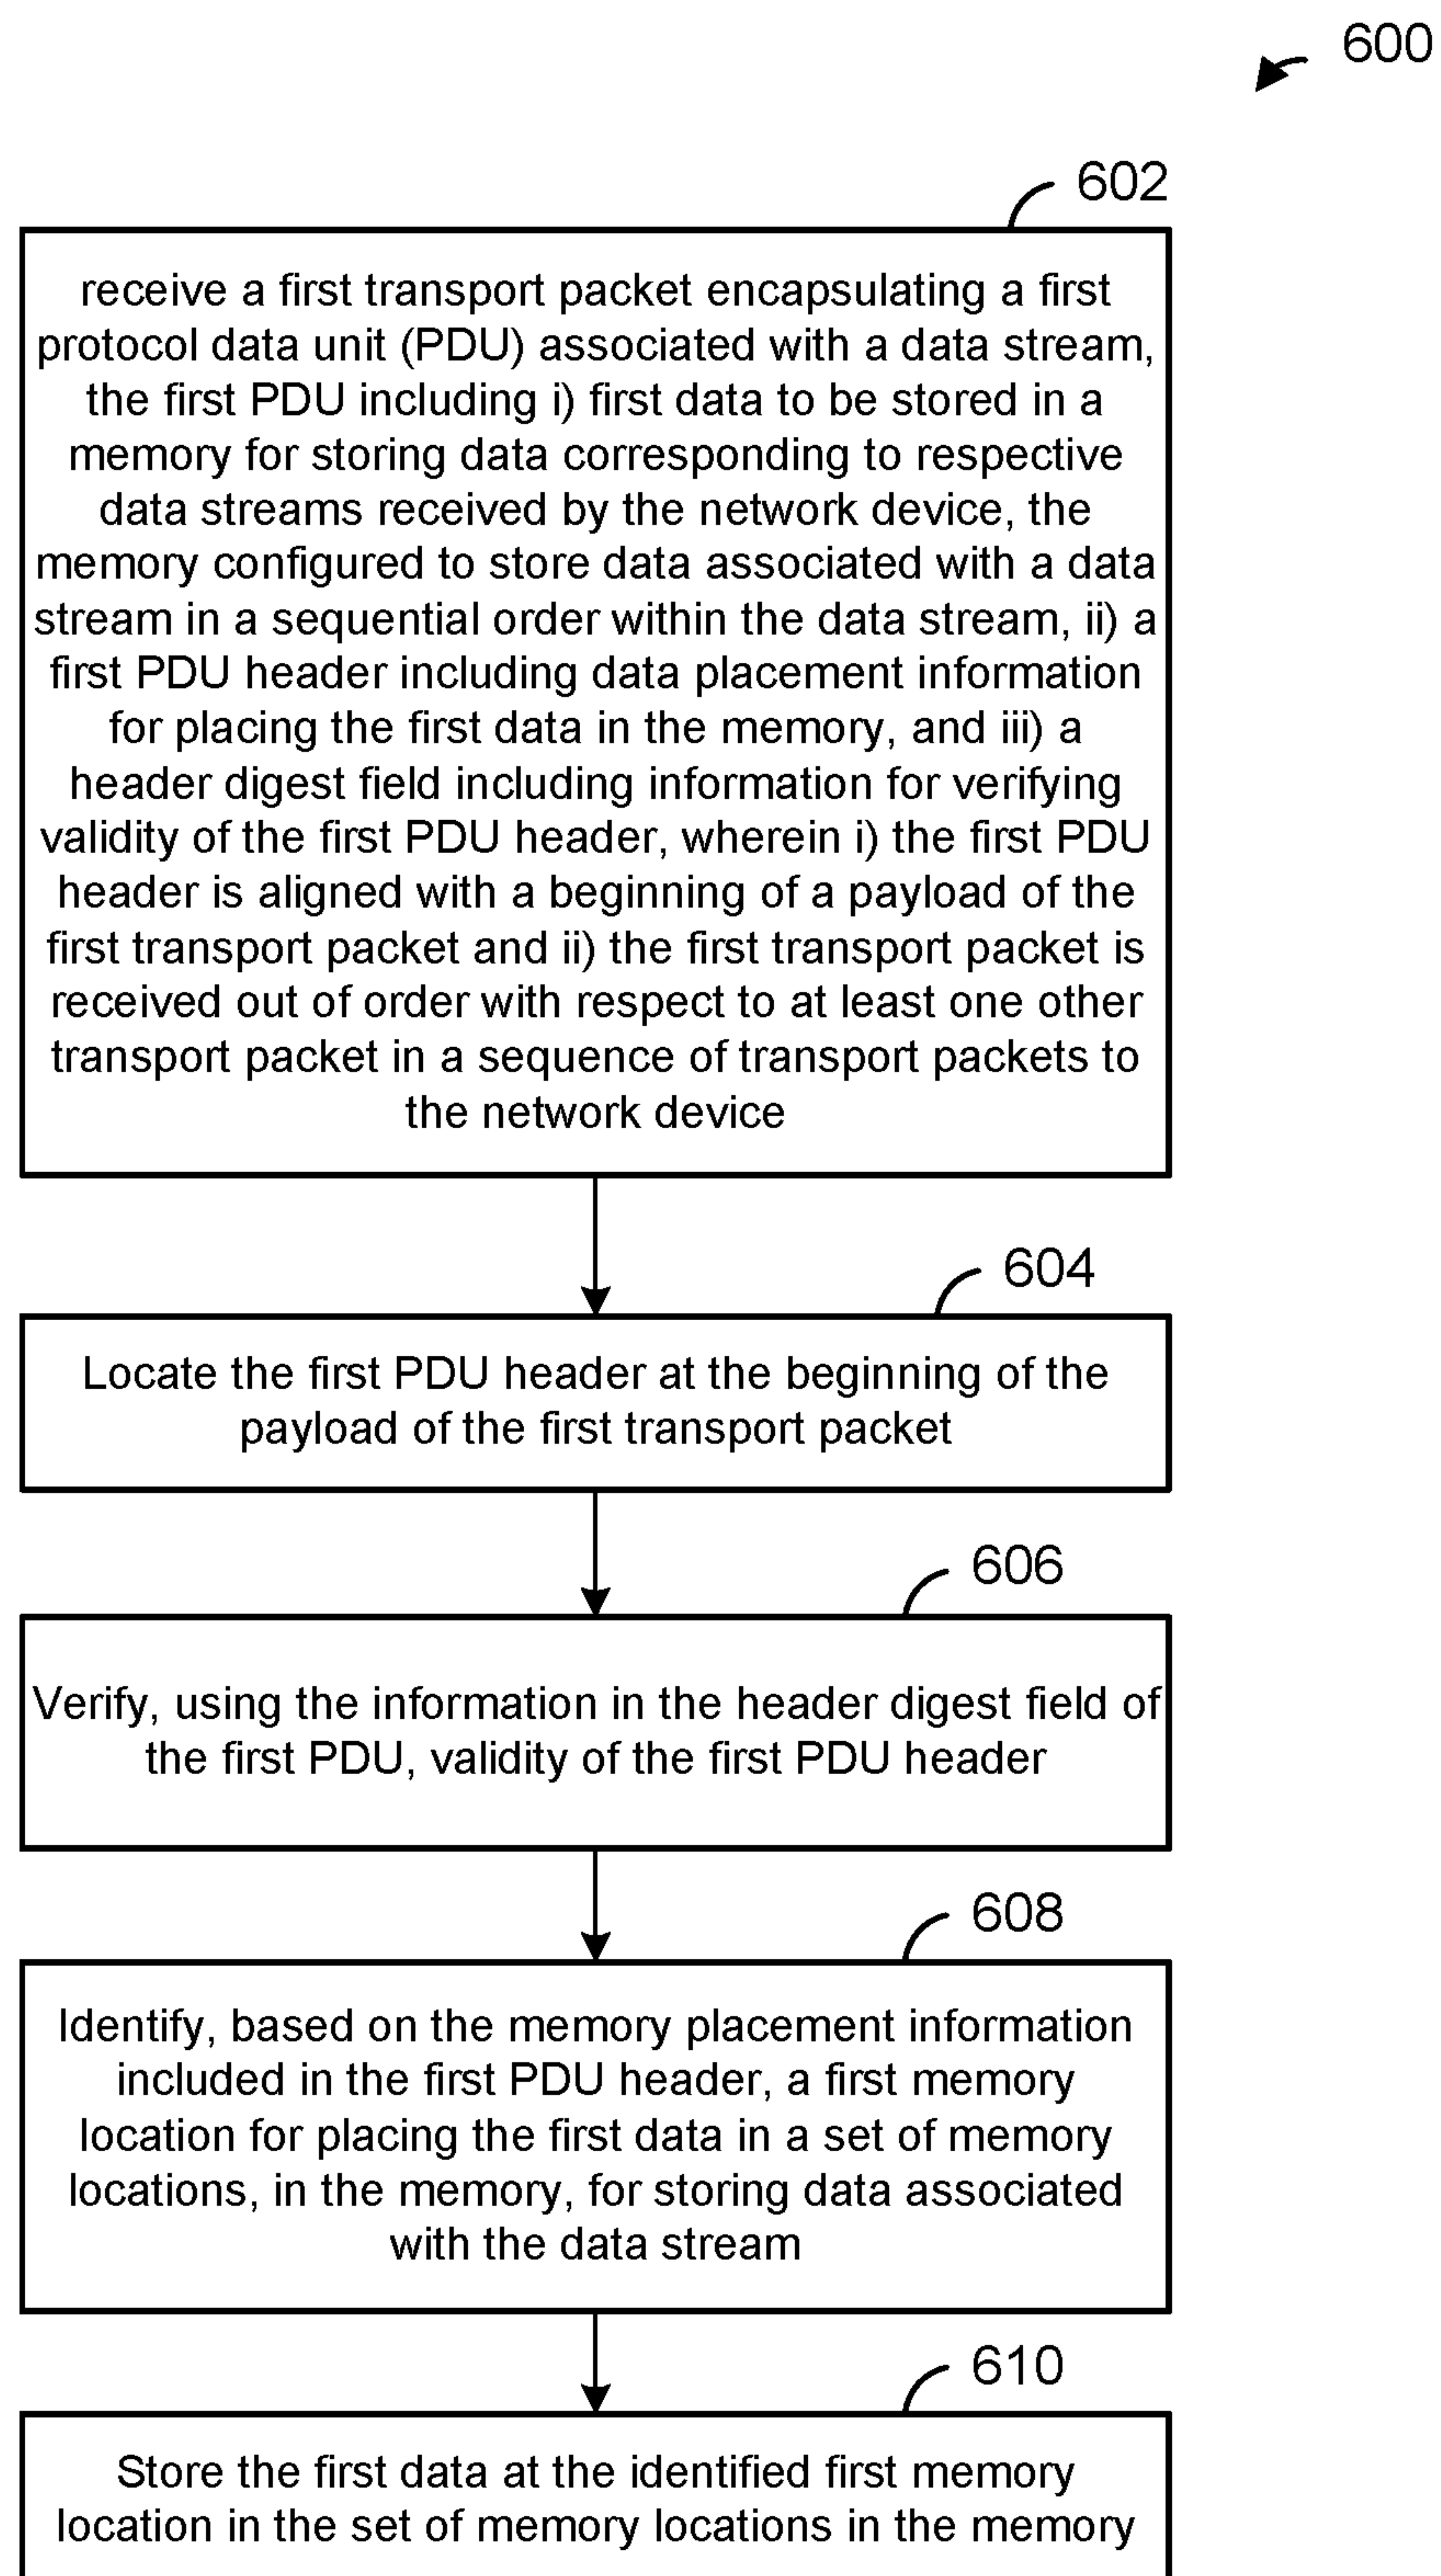 600
602
receive a first transport packet encapsulating a first
protocol data unit (PDU) associated with a data stream,
the first PDU including i) first data to be stored in a
memory for storing data corresponding to respective
data streams received by the network device, the
memory configured to store data associated with a data
stream in a sequential order within the data stream, ii) a
first PDU header including data placement information
for placing the first data in the memory, and iii) a
header digest field including information for verifying
validity of the first PDU header, wherein i) the first PDU
header is aligned with a beginning of a payload of the
first transport packet and ii) the first transport packet is
received out of order with respect to at least one other
transport packet in a sequence of transport packets to
the network device
604
Locate the first PDU header at the beginning of the
payload of the first transport packet
606
Verify, using the information in the header digest field of
the first PDU, validity of the first PDU header
608
Identify, based on the memory placement information
included in the first PDU header, a first memory
location for placing the first data in a set of memory
locations, in the memory, for storing data associated
with the data stream
610
Store the first data at the identified first memory
location in the set of memory locations in the memory